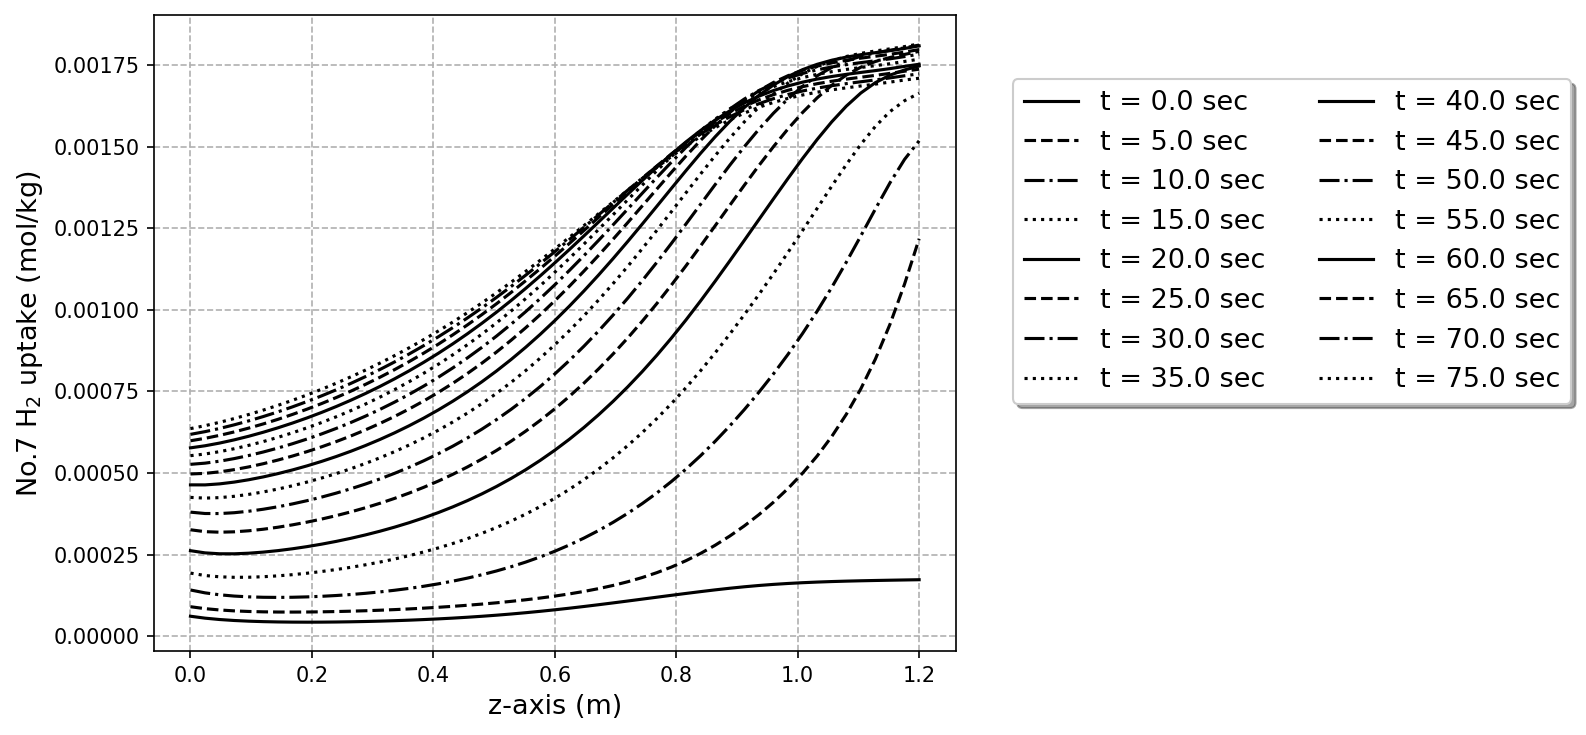 0.00175
0.00150
0.00125
0.00100
0.00075
0.00050
0.00025
0.00000
No.7 H₂ uptake (mol/kg)
0.0 0.2 0.4 0.6 0.8 1.0 1.2
z-axis (m)
t = 0.0 sec
t = 5.0 sec
t = 10.0 sec
t = 15.0 sec
t = 20.0 sec
t = 25.0 sec
t = 30.0 sec
t = 35.0 sec
t = 40.0 sec
t = 45.0 sec
t = 50.0 sec
t = 55.0 sec
t = 60.0 sec
t = 65.0 sec
t = 70.0 sec
t = 75.0 sec